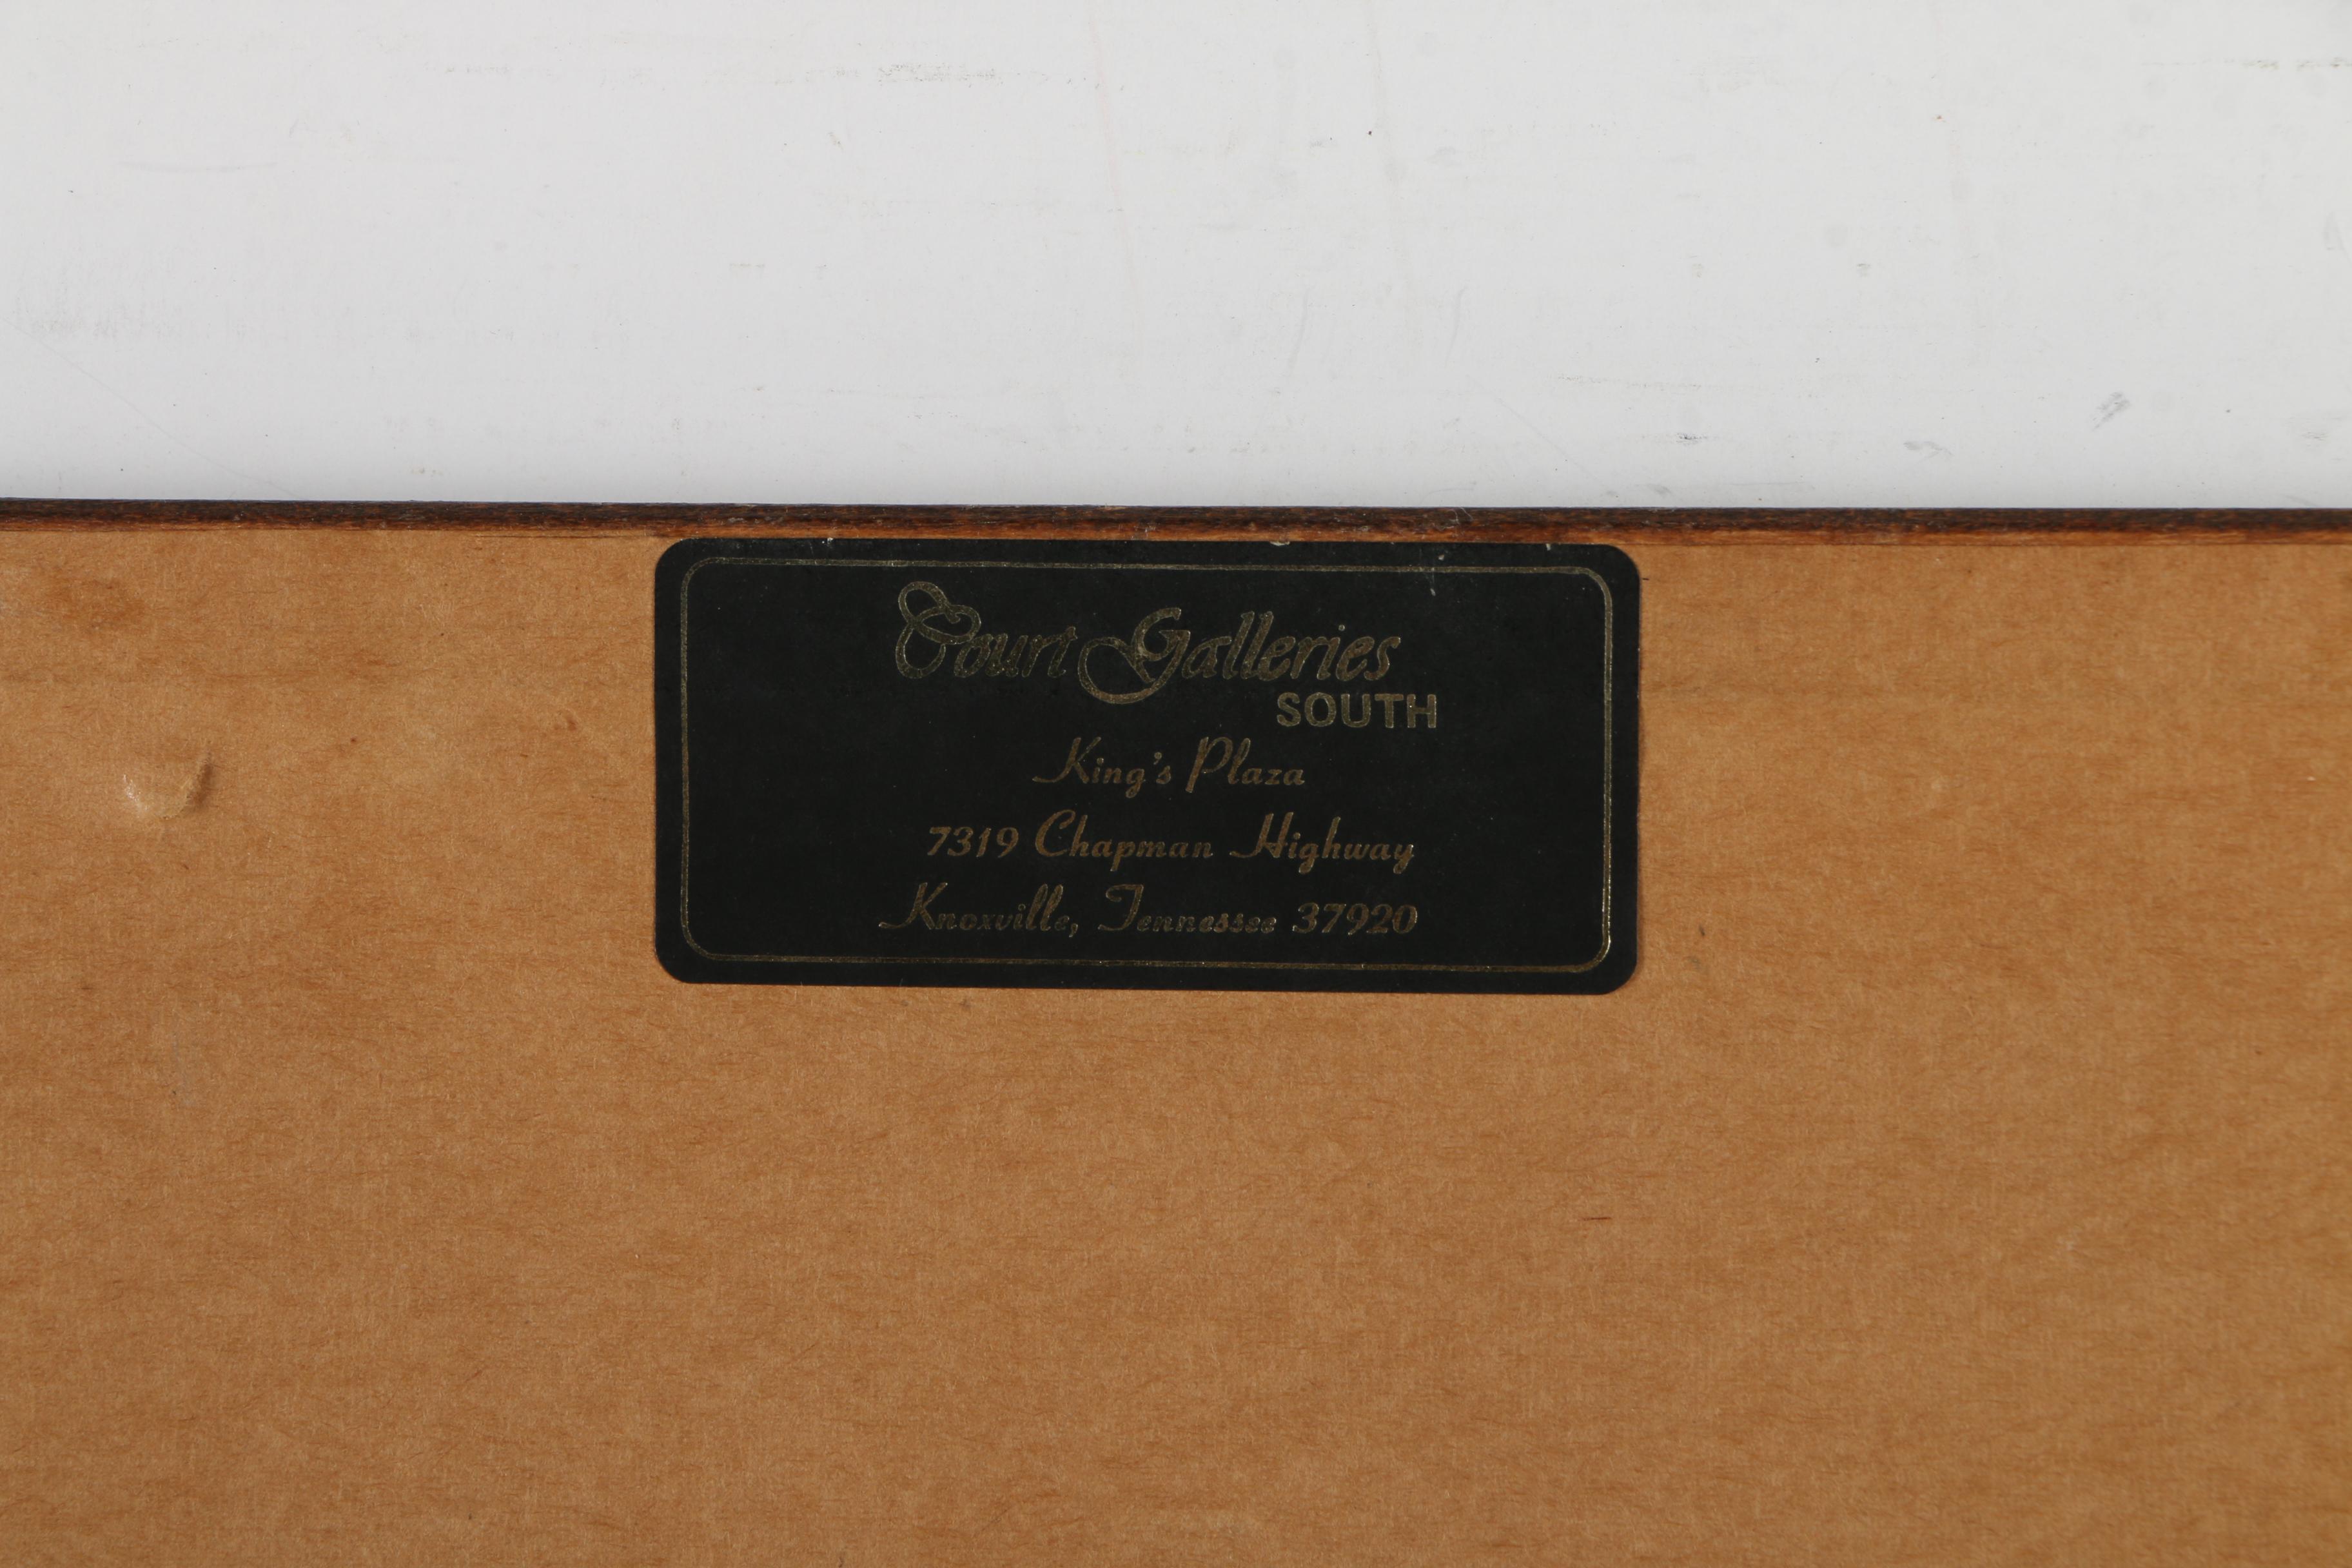 Court Galleries
SOUTH
King's Plaza
7319 Chapman Highway
Knoxville, Tennessee 37920